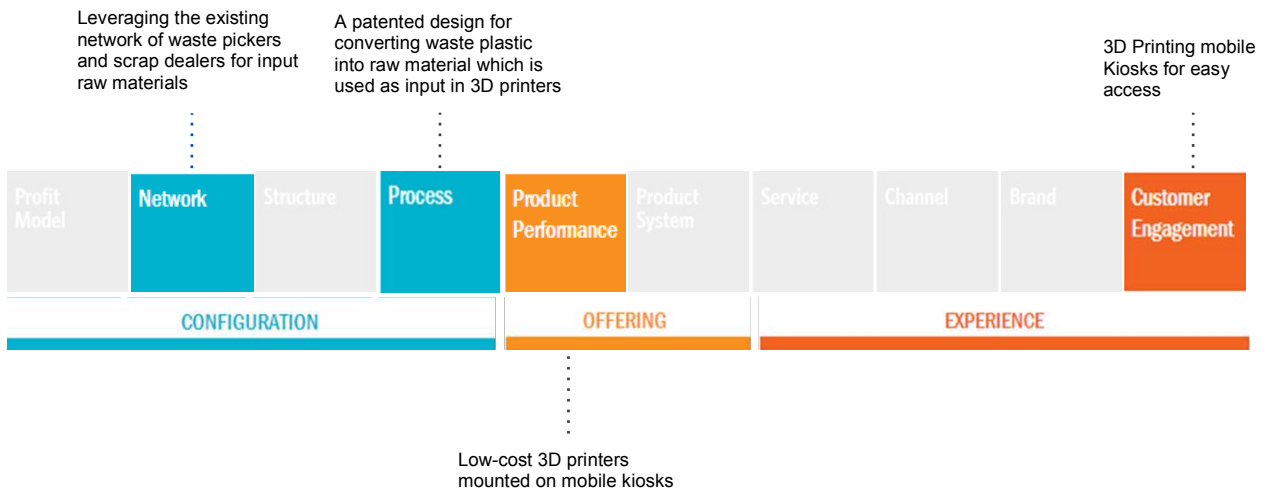 Leveraging the existing
network of waste pickers
and scrap dealers for input
raw materials
A patented design for
converting waste plastic
into raw material which is
used as input in 3D printers
3D Printing mobile
Kiosks for easy
access
Profit
Model
Network
Structure
Process
Product
Performance
Product
System
Service
Channel
Brand
Customer
Engagement
CONFIGURATION
OFFERING
EXPERIENCE
Low-cost 3D printers
mounted on mobile kiosks